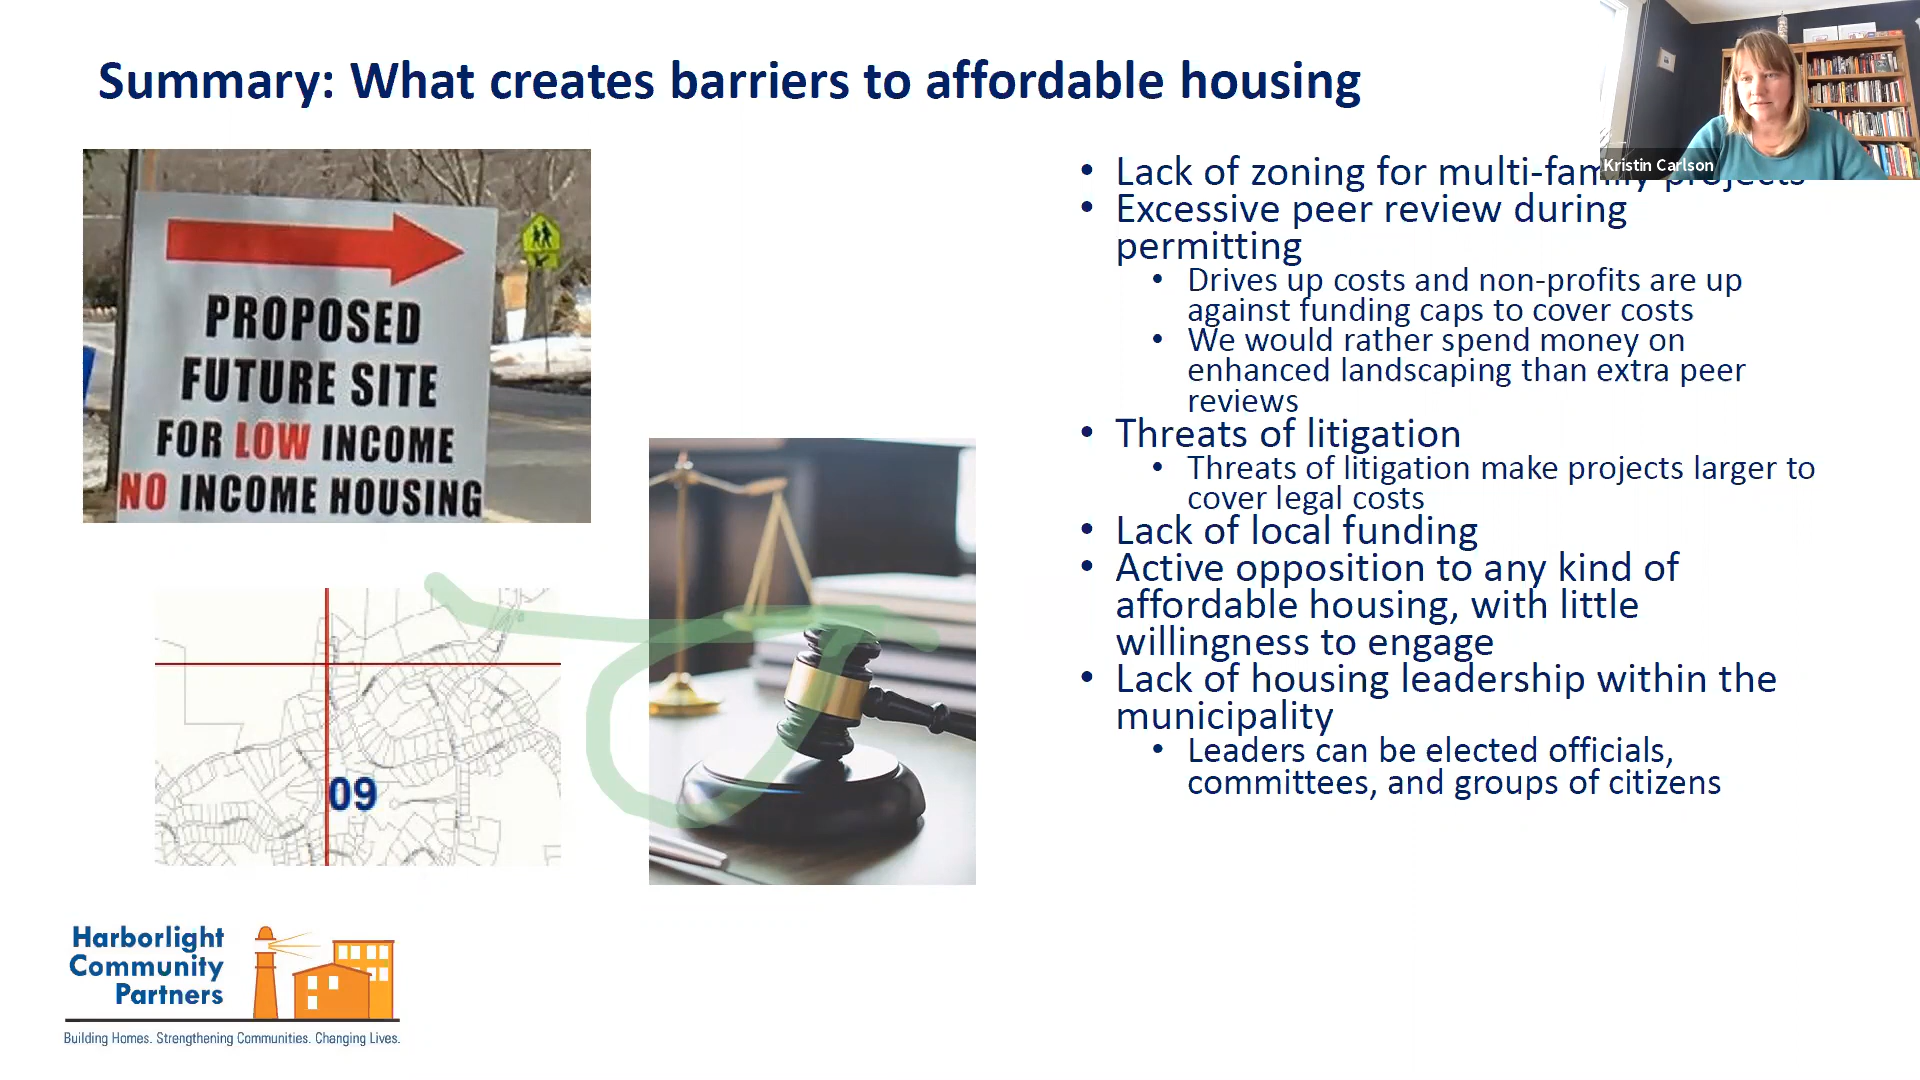 Summary: What creates barriers to affordable housing
Kristin Carlson
PROPOSED
FUTURE SITE
FOR LOW INCOME
NO INCOME HOUSING
09
• Lack of zoning for multi-family projects
• Excessive peer review during
permitting
• Drives up costs and non-profits are up
against funding caps to cover costs
• We would rather spend money on
enhanced landscaping than extra peer
reviews
• Threats of litigation
• Threats of litigation make projects larger to
cover legal costs
• Lack of local funding
• Active opposition to any kind of
affordable housing, with little
willingness to engage
• Lack of housing leadership within the
municipality
• Leaders can be elected officials,
committees, and groups of citizens
Harborlight
Community
Partners
Building Homes. Strengthening Communities. Changing Lives.